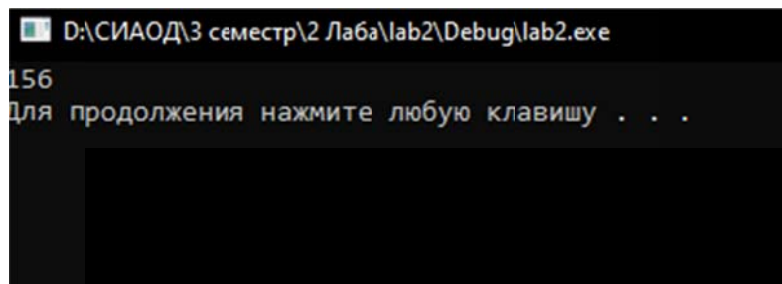 D:\СИАОД\3 семестр\2 Лаба\lab2\Debug\lab2.exe
156
Для продолжения нажмите любую клавишу . . .